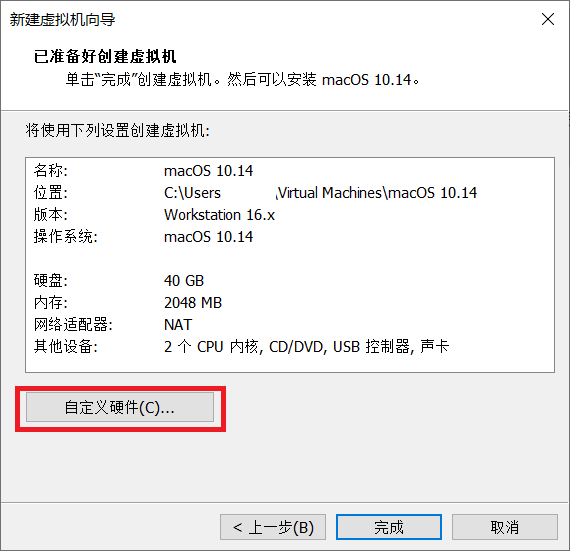 新建虚拟机向导
已准备好创建虚拟机
单击“完成”创建虚拟机。然后可以安装 macOS 10.14。
将使用下列设置创建虚拟机:
名称: macOS 10.14
位置: C:\Users \Virtual Machines\macOS 10.14
版本: Workstation 16.x
操作系统: macOS 10.14
硬盘: 40 GB
内存: 2048 MB
网络适配器: NAT
其他设备: 2 个 CPU 内核, CD/DVD, USB 控制器, 声卡
自定义硬件(C)...
< 上一步(B) 完成 取消